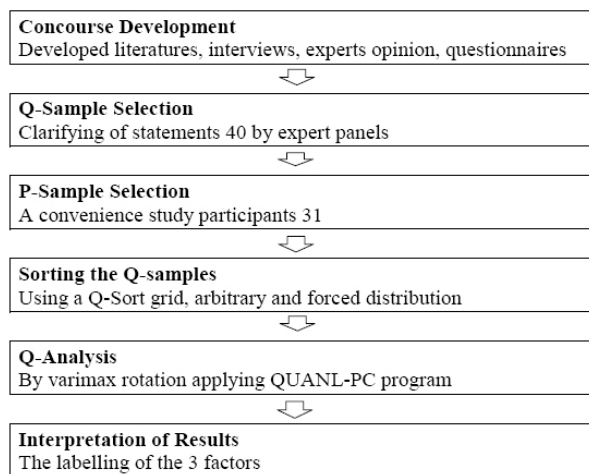 Concourse Development
Developed literatures, interviews, experts opinion, questionnaires
Q-Sample Selection
Clarifying of statements 40 by expert panels
P-Sample Selection
A convenience study participants 31
Sorting the Q-samples
Using a Q-Sort grid, arbitrary and forced distribution
Q-Analysis
By varimax rotation applying QUANL-PC program
Interpretation of Results
The labelling of the 3 factors